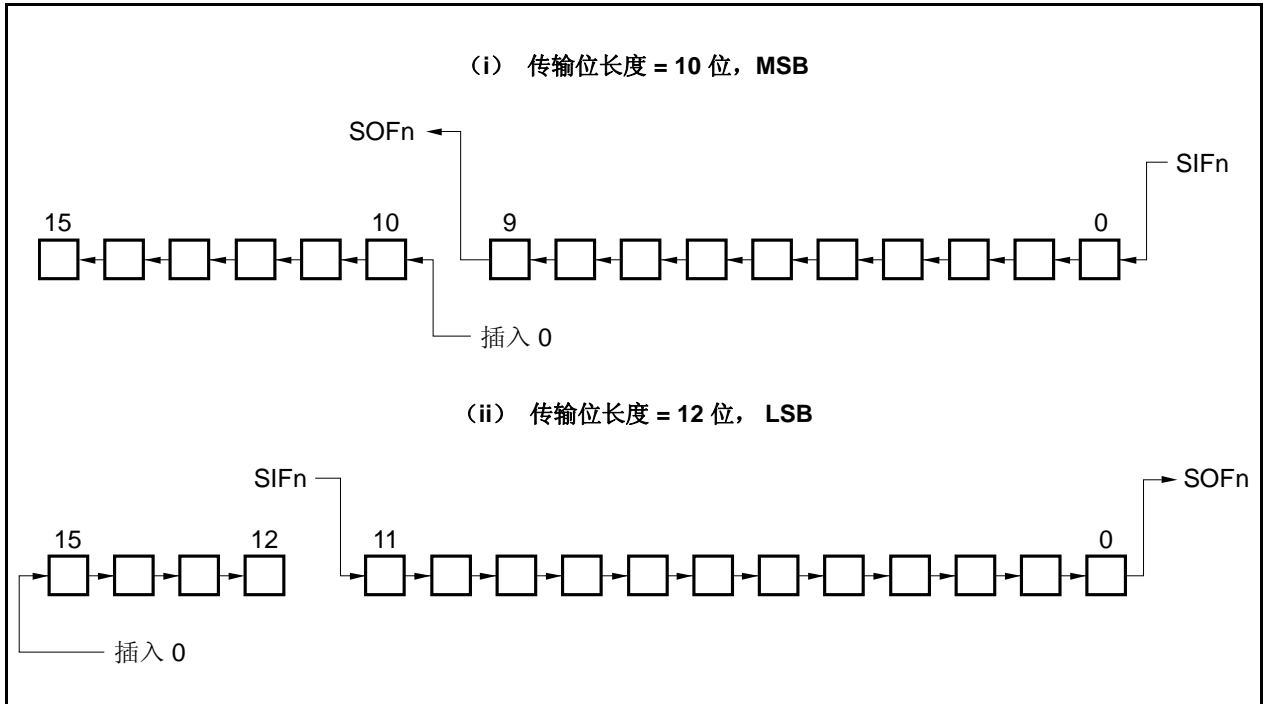 （i） 传输位长度 = 10 位，MSB
SOFn
SIFn
15
10
9
0
插入 0
（ii） 传输位长度 = 12 位， LSB
SIFn
SOFn
15
12
11
0
插入 0